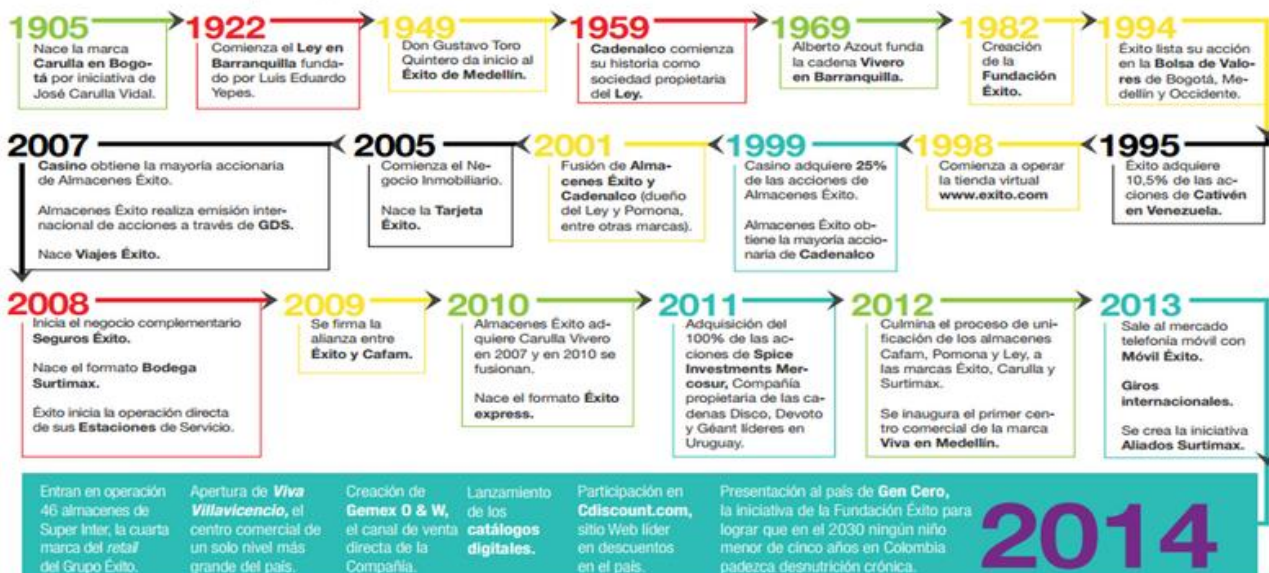 1905
Nace la marca
Carulla en Bogo-
tá por iniciativa de
José Carulla Vidal.
1922
Comienza el Ley en
Barranquilla funda-
do por Luis Eduardo
Yepes.
1949
Don Gustavo Toro
Quintero da inicio al
Éxito de Medellín.
1959
Cadenalco comienza
su historia como
sociedad propietaria
del Ley.
1969
Alberto Azout funda
la cadena Vivero
en Barranquilla.
1982
Creación
de la
Fundación
Éxito.
1994
Éxito lista su acción
en la Bolsa de Valo-
res de Bogotá, Me-
dellín y Occidente.
1995
Éxito adquiere
10,5% de las ac-
ciones de Cativén
en Venezuela.
1998
Comienza a operar
la tienda virtual
www.exito.com
1999
Casino adquiere 25%
de las acciones de
Almacenes Éxito.
Almacenes Éxito ob-
tiene la mayoría accio-
naria de Cadenalco
2001
Fusión de Alma-
cenes Éxito y
Cadenalco (dueño
del Ley y Pomona,
entre otras marcas).
2005
Comienza el Ne-
gocio Inmobiliario.
Nace la Tarjeta
Éxito.
2007
Casino obtiene la mayoría accionaria
de Almacenes Éxito.
Almacenes Éxito realiza emisión inter-
nacional de acciones a través de GDS.
Nace Viajes Éxito.
2008
Inicia el negocio complementario
Seguros Éxito.
Nace el formato Bodega
Surtimax.
Éxito inicia la operación directa
de sus Estaciones de Servicio.
2009
Se firma la
alianza entre
Éxito y Cafam.
2010
Almacenes Éxito ad-
quiere Carulla Vivero
en 2007 y en 2010 se
fusionan.
Nace el formato Éxito
express.
2011
Adquisición del
100% de las ac-
ciones de Spice
Investments Mer-
cosur, Compañía
propietaria de las ca-
denas Disco, Devoto
y Géant líderes en
Uruguay.
2012
Culmina el proceso de uni-
ficación de los almacenes
Cafam, Pomona y Ley, a
las marcas Éxito, Carulla y
Surtimax.
Se inaugura el primer cen-
tro comercial de la marca
Viva en Medellín.
2013
Sale al mercado
telefonía móvil con
Móvil Éxito.
Giros
internacionales.
Se crea la iniciativa
Aliados Surtimax.
Entran en operación
46 almacenes de
Super Inter, la cuarta
marca del retail
del Grupo Éxito.
Apertura de Viva
Villavicencio, el
centro comercial de
un solo nivel más
grande del país.
Creación de
Gemex O & W,
el canal de venta
directa de la
Compañía.
Lanzamiento
de los
catálogos
digitales.
Participación en
Cdiscount.com,
sitio Web líder
en descuentos
en el país.
Presentación al país de Gen Cero,
la iniciativa de la Fundación Éxito para
lograr que en el 2030 ningún niño
menor de cinco años en Colombia
padezca desnutrición crónica.
2014